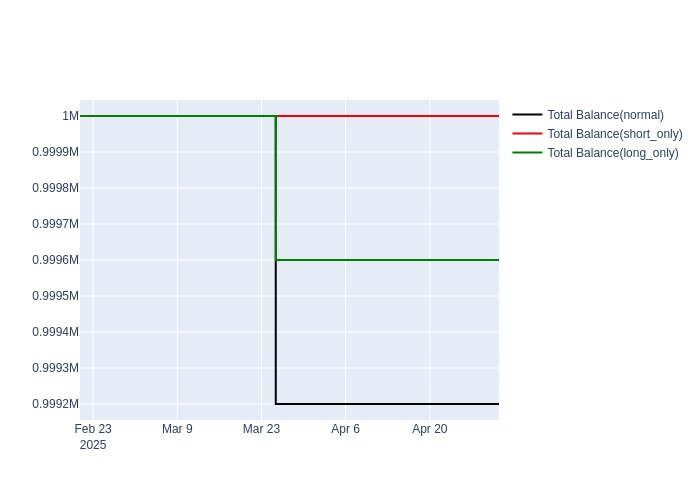 1M
0.9999M
0.9998M
0.9997M
0.9996M
0.9995M
0.9994M
0.9993M
0.9992M
Feb 23
2025
Mar 9
Mar 23
Apr 6
Apr 20
Total Balance(normal)
Total Balance(short_only)
Total Balance(long_only)